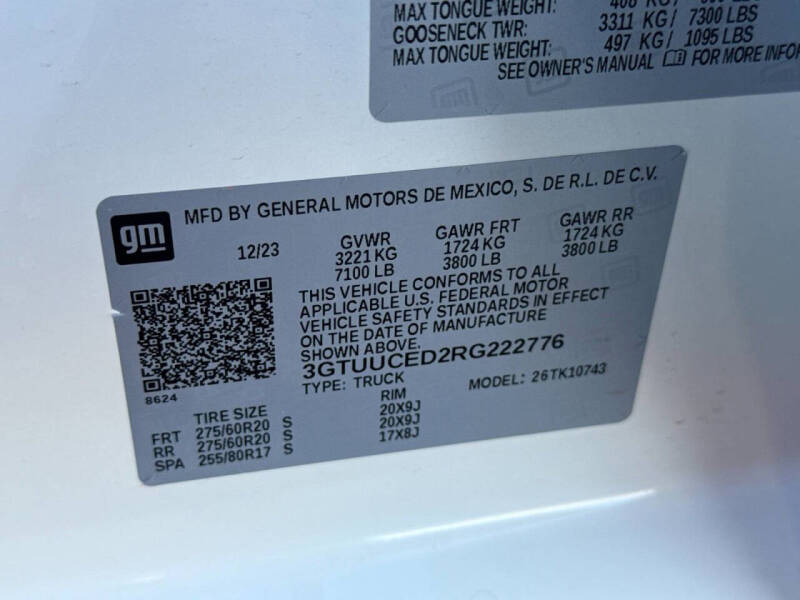 MAX TONGUE WEIGHT:
GOOSENECK TWR: 3311 KG/ 7300 LBS
MAX TONGUE WEIGHT: 497 KG/ 1095 LBS
SEE OWNER'S MANUAL FOR MORE
gm
MFD BY GENERAL MOTORS DE MEXICO, S. DE R.L. DE C.V.
12/23 GVWR GAWR FRT GAWR RR
3221 KG 1724 KG 1724 KG
7100 LB 3800 LB 3800 LB
THIS VEHICLE CONFORMS TO ALL
APPLICABLE U.S. FEDERAL MOTOR
VEHICLE SAFETY STANDARDS IN EFFECT
ON THE DATE OF MANUFACTURE
SHOWN ABOVE.
3GTUUCED2RG222776
TYPE: TRUCK MODEL: 26TK10743
8624
TIRE SIZE RIM
FRT 275/60R20 S 20X9J
RR 275/60R20 S 20X9J
SPA 255/80R17 S 17X8J